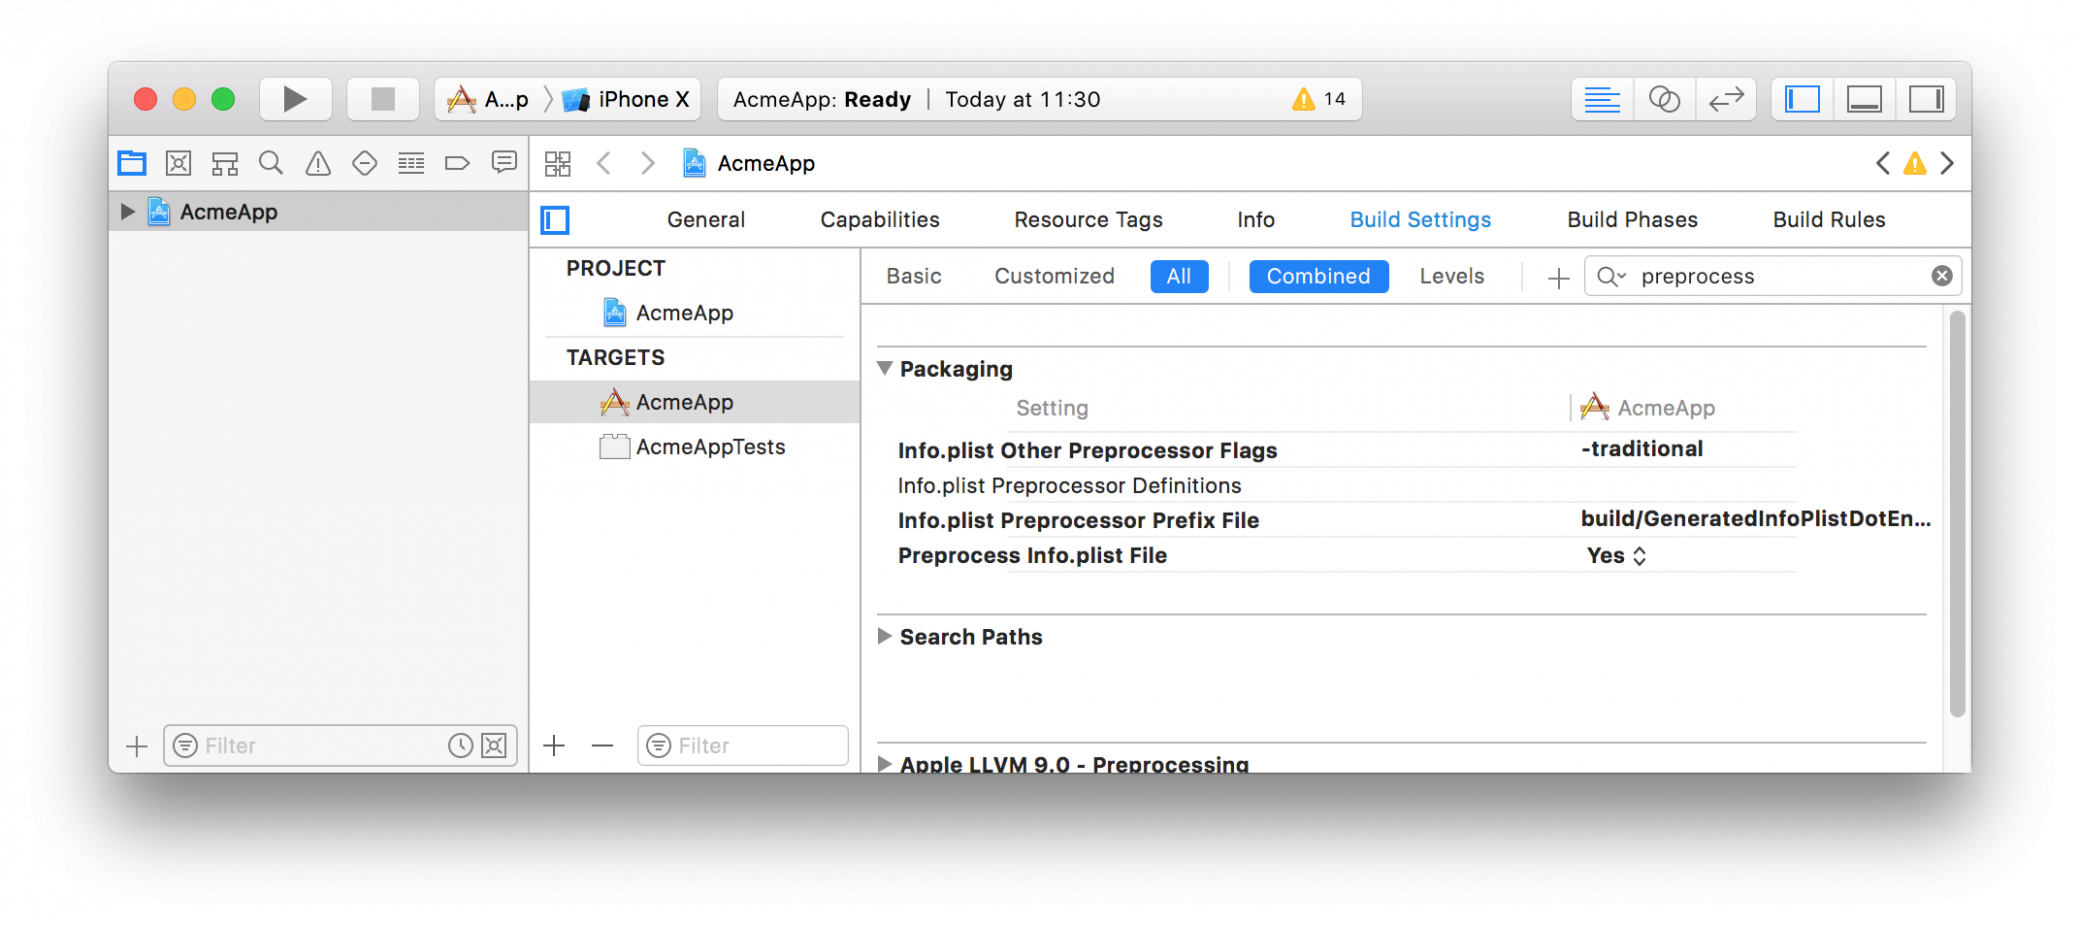 A...p
iPhone X
AcmeApp: Ready | Today at 11:30
14
AcmeApp
AcmeApp
General
Capabilities
Resource Tags
Info
Build Settings
Build Phases
Build Rules
PROJECT
AcmeApp
TARGETS
AcmeApp
AcmeAppTests
Basic
Customized
All
Combined
Levels
preprocess
Packaging
Setting
AcmeApp
Info.plist Other Preprocessor Flags
-traditional
Info.plist Preprocessor Definitions
Info.plist Preprocessor Prefix File
build/GeneratedInfoPlistDotEn...
Preprocess Info.plist File
Yes
Search Paths
Apple LLVM 9.0 - Preprocessing
Filter
Filter